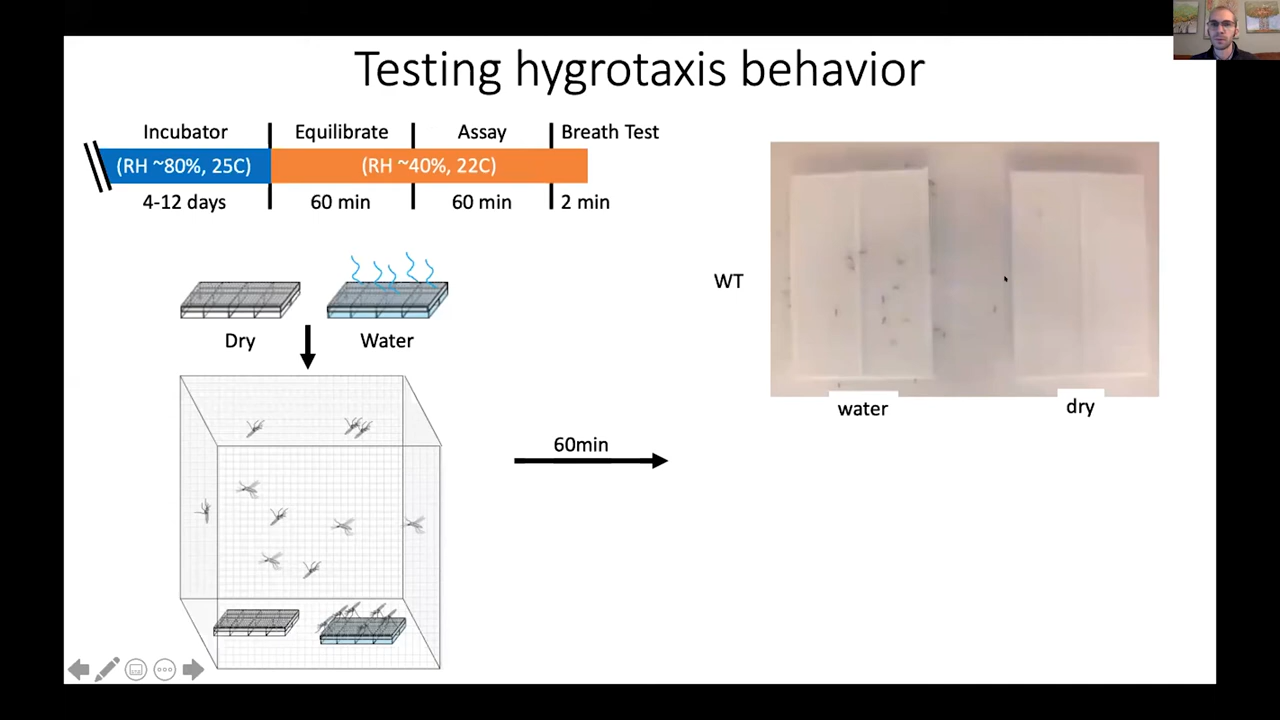 Testing hygrotaxis behavior
Incubator
Equilibrate
Assay
Breath Test
(RH ~80%, 25C)
(RH ~40%, 22C)
4-12 days
60 min
60 min
2 min
Dry
Water
60min
WT
water
dry